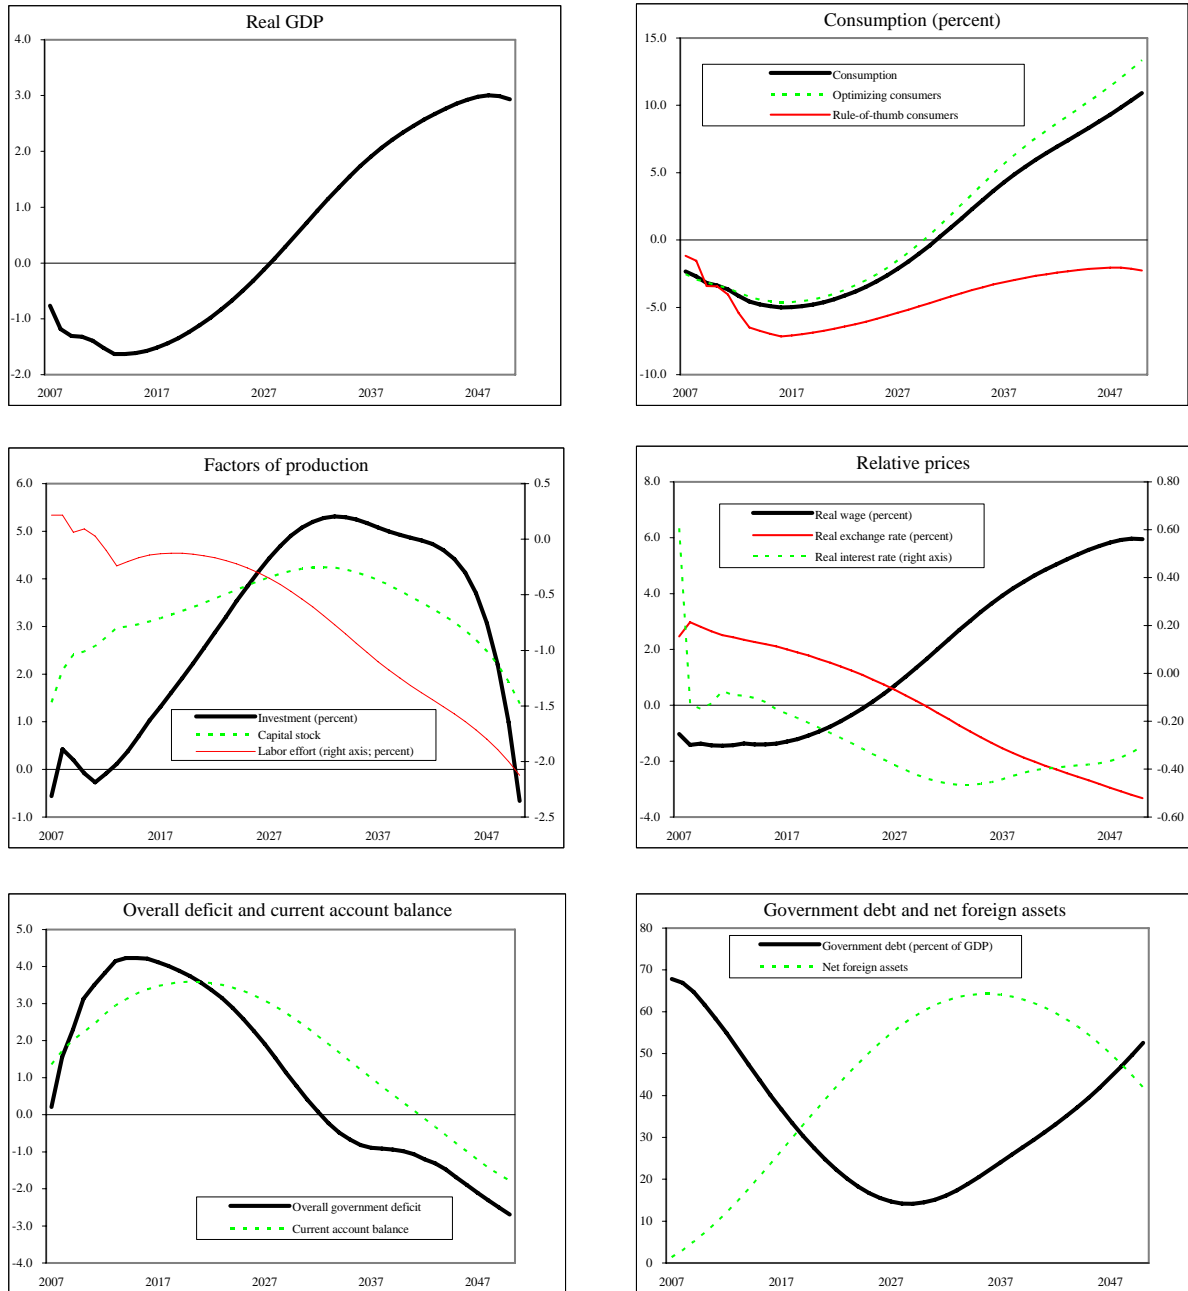 Real GDP
4.0
3.0
2.0
1.0
0.0
-1.0
-2.0
2007 2017 2027 2037 2047
Consumption (percent)
15.0
10.0
5.0
0.0
-5.0
-10.0
Consumption
Optimizing consumers
Rule-of-thumb consumers
2007 2017 2027 2037 2047
Factors of production
6.0
5.0
4.0
3.0
2.0
1.0
0.0
-1.0
0.5
0.0
-0.5
-1.0
-1.5
-2.0
-2.5
Investment (percent)
Capital stock
Labor effort (right axis; percent)
2007 2017 2027 2037 2047
Relative prices
8.0
6.0
4.0
2.0
0.0
-2.0
-4.0
0.80
0.60
0.40
0.20
0.00
-0.20
-0.40
-0.60
Real wage (percent)
Real exchange rate (percent)
Real interest rate (right axis)
2007 2017 2027 2037 2047
Overall deficit and current account balance
5.0
4.0
3.0
2.0
1.0
0.0
-1.0
-2.0
-3.0
-4.0
Overall government deficit
Current account balance
2007 2017 2027 2037 2047
Government debt and net foreign assets
80
70
60
50
40
30
20
10
0
Government debt (percent of GDP)
Net foreign assets
2007 2017 2027 2037 2047